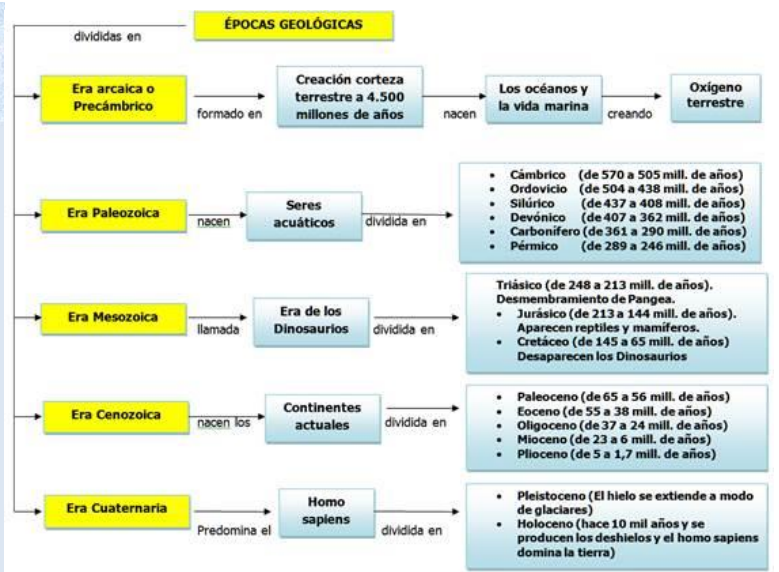 ÉPOCAS GEOLÓGICAS
divididas en
Era arcaica o
Precámbrico
formado en
Creación corteza
terrestre a 4.500
millones de años
nacen
Los océanos y
la vida marina
creando
Oxígeno
terrestre
Era Paleozoica
nacen
Seres
acuáticos
dividida en
• Cámbrico (de 570 a 505 mill. de años)
• Ordovicio (de 504 a 438 mill. de años)
• Silúrico (de 437 a 408 mill. de años)
• Devónico (de 407 a 362 mill. de años)
• Carbonífero (de 361 a 290 mill. de años)
• Pérmico (de 289 a 246 mill. de años)
Era Mesozoica
llamada
Era de los
Dinosaurios
dividida en
Triásico (de 248 a 213 mill. de años).
Desmembramiento de Pangea.
• Jurásico (de 213 a 144 mill. de años).
Aparecen reptiles y mamíferos.
• Cretáceo (de 145 a 65 mill. de años)
Desaparecen los Dinosaurios
Era Cenozoica
nacen los
Continentes
actuales
dividida en
• Paleoceno (de 65 a 56 mill. de años)
• Eoceno (de 55 a 38 mill. de años)
• Oligoceno (de 37 a 24 mill. de años)
• Mioceno (de 23 a 6 mill. de años)
• Plioceno (de 5 a 1,7 mill. de años)
Era Cuaternaria
Predomina el
Homo
sapiens
dividida en
• Pleistoceno (El hielo se extiende a modo
de glaciares)
• Holoceno (hace 10 mil años y se
producen los deshielos y el homo sapiens
domina la tierra)